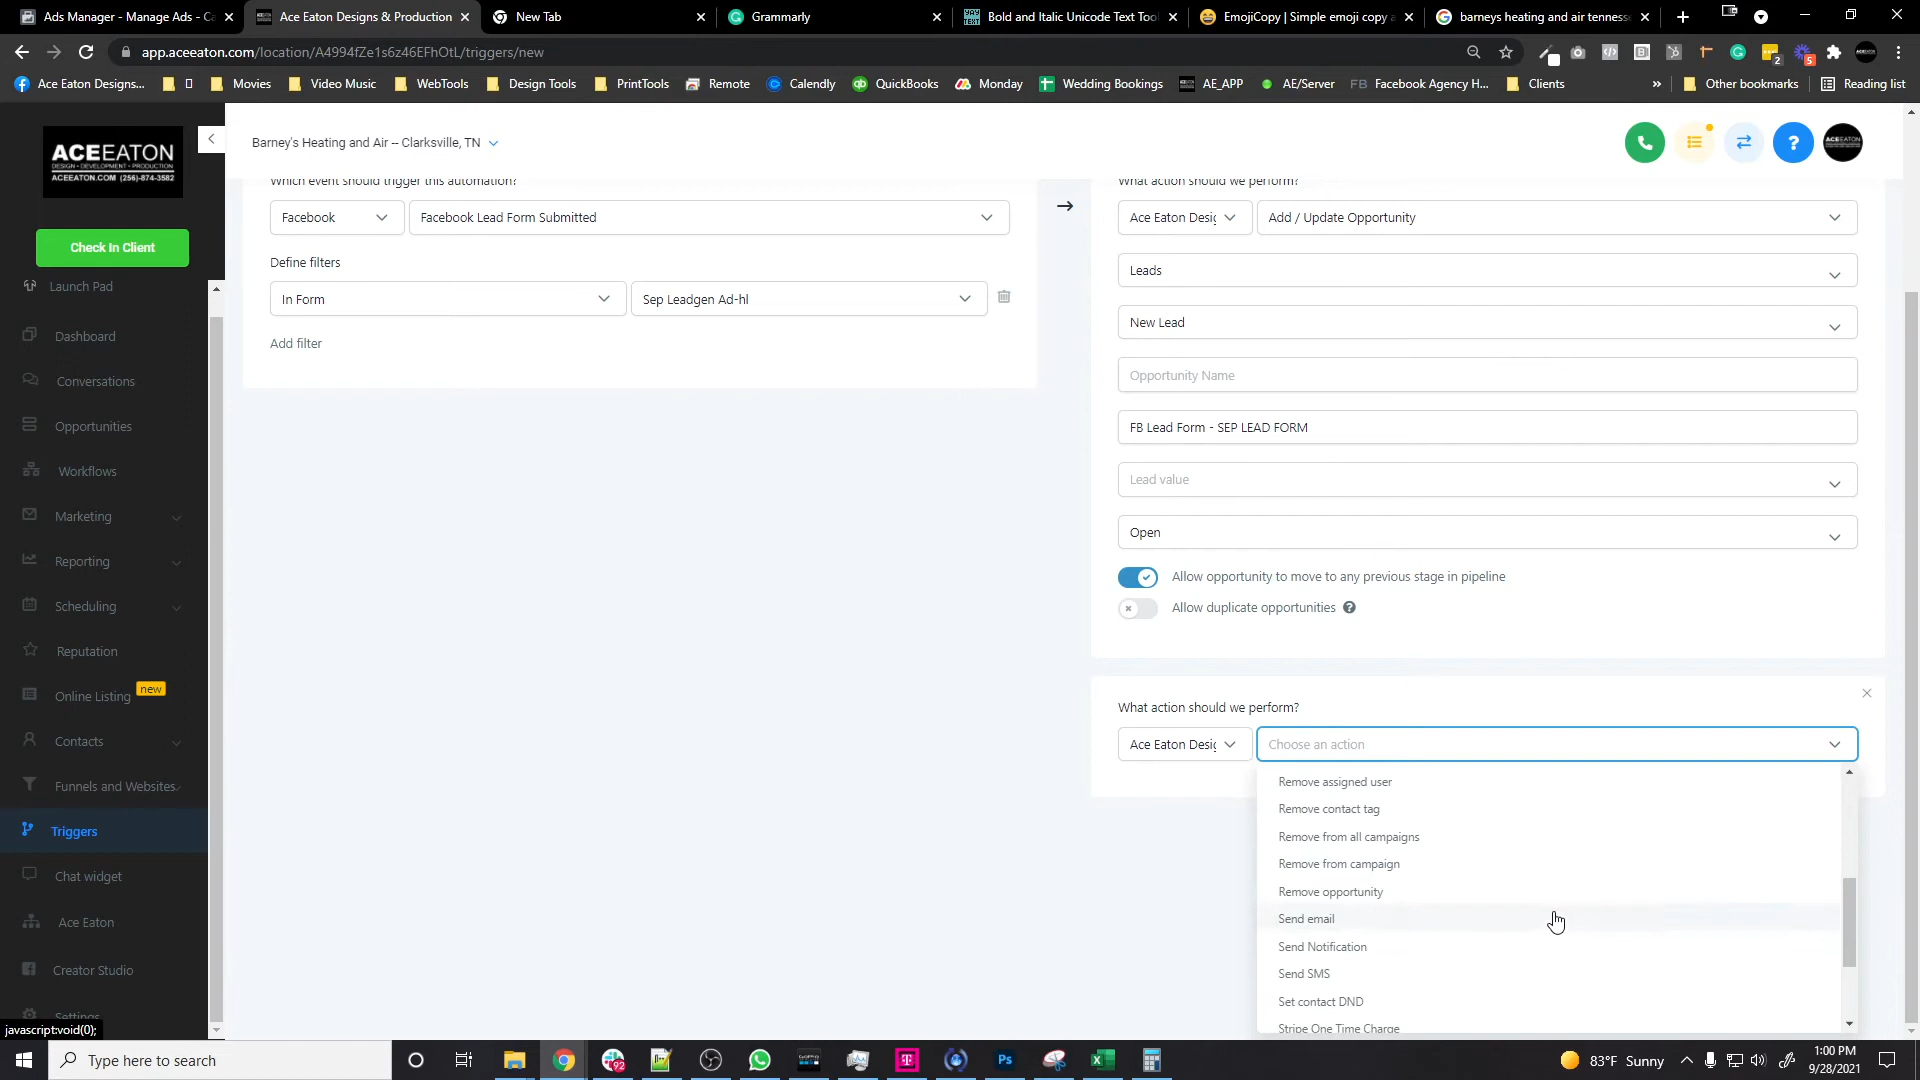 Ads Manager - Manage Ads - Ca
Ace Eaton Designs & Production
New Tab
Grammarly
Bold and Italic Unicode Text Tool
EmojiCopy | Simple emoji copy a
barneys heating and air tenness
app.aceeaton.com/location/A4994fZe1s6z46EFhOtL/triggers/new
Ace Eaton Designs...
Movies
Video Music
WebTools
Design Tools
PrintTools
Remote
Calendly
QuickBooks
Monday
Wedding Bookings
AE_APP
AE/Server
FB Facebook Agency H...
Clients
»
Other bookmarks
Reading list
ACEEATON
DESIGN · DEVELOPMENT · PRODUCTION
ACEEATON.COM (256)-874-3582
Barney's Heating and Air -- Clarksville, TN
Check In Client
Launch Pad
Dashboard
Conversations
Opportunities
Workflows
Marketing
Reporting
Scheduling
Reputation
Online Listing new
Contacts
Funnels and Websites
Triggers
Chat widget
Ace Eaton
Creator Studio
Settings
javascript:void(0);
Which event should trigger this automation?
Facebook
Facebook Lead Form Submitted
Define filters
In Form
Sep Leadgen Ad-hl
Add filter
What action should we perform?
Ace Eaton Desig
Add / Update Opportunity
Leads
New Lead
Opportunity Name
FB Lead Form - SEP LEAD FORM
Lead value
Open
Allow opportunity to move to any previous stage in pipeline
Allow duplicate opportunities
What action should we perform?
Ace Eaton Desig
Choose an action
Remove assigned user
Remove contact tag
Remove from all campaigns
Remove from campaign
Remove opportunity
Send email
Send Notification
Send SMS
Set contact DND
Stripe One Time Charge
Type here to search
92
Ps
83°F Sunny
1:00 PM
9/28/2021